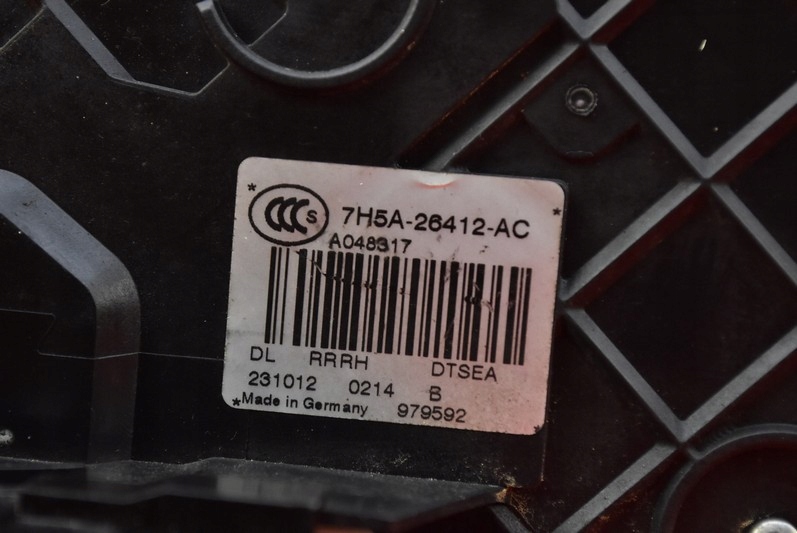 CCC S 7H5A-26412-AC
A048317
DL RRRH DTSEA
231012 0214 B
*Made in Germany 979592